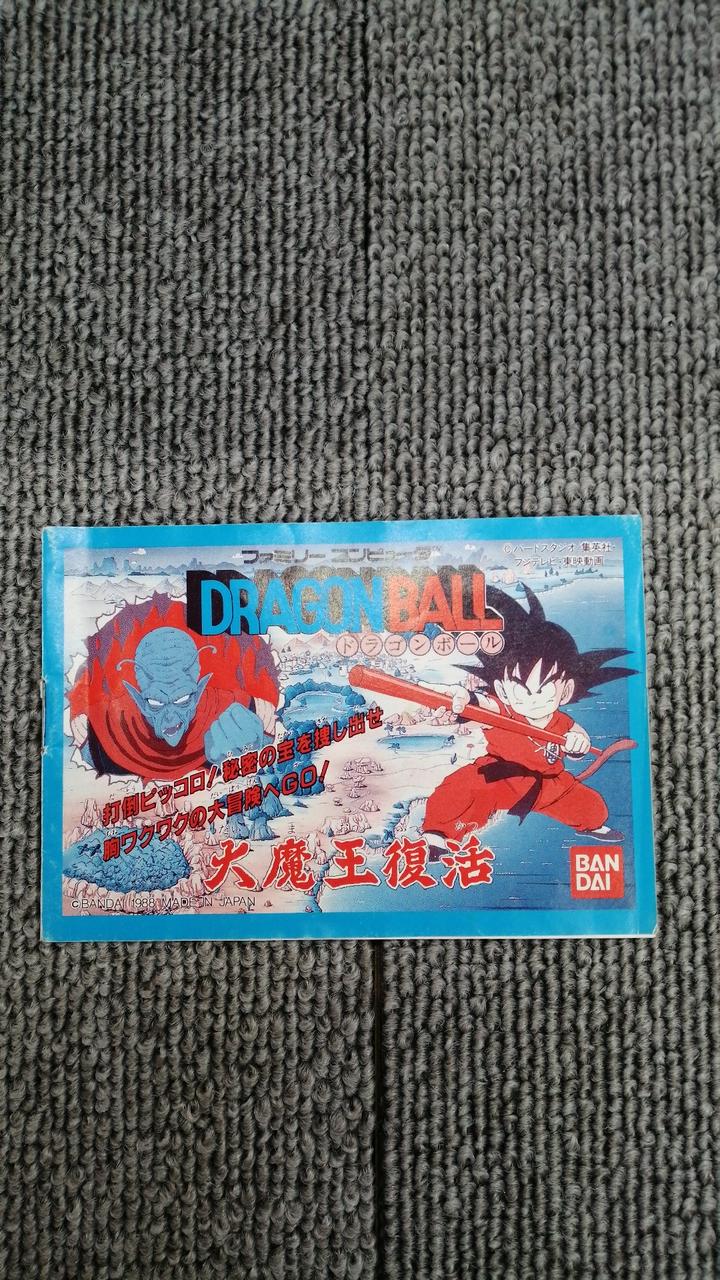 ファミリーコンピュータ
©バードスタジオ・集英社・
フジテレビ・東映動画
DRAGON BALL
ドラゴンボール
打倒ピッコロ!秘密の宝を捜し出せ
胸ワクワクの大冒険へGO!
大魔王復活
BAN
DAI
©BANDAI 1988 MADE IN JAPAN